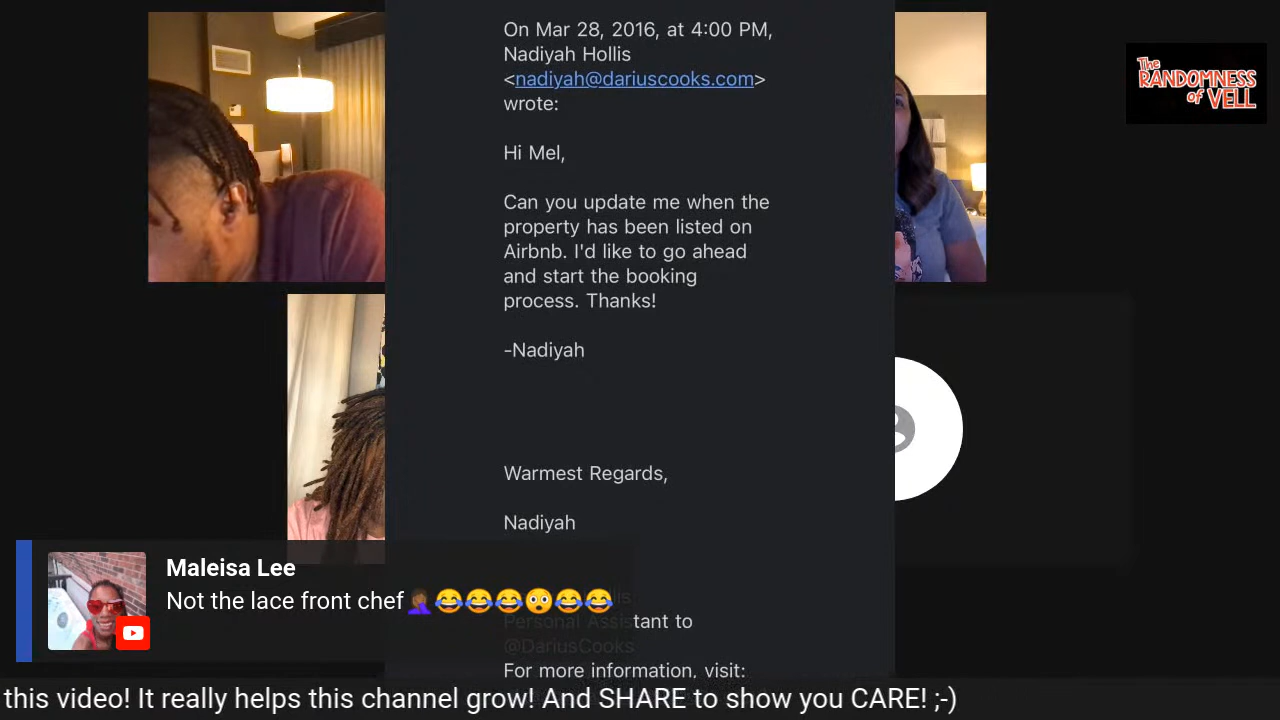 On Mar 28, 2016, at 4:00 PM,
Nadiyah Hollis
<nadiyah@dariuscooks.com>
wrote:
Hi Mel,
Can you update me when the
property has been listed on
Airbnb. I'd like to go ahead
and start the booking
process. Thanks!
-Nadiyah
Warmest Regards,
Nadiyah
Personal Assistant to
@DariusCooks
For more information, visit:
The
RANDOMNESS
of VELL
Maleisa Lee
Not the lace front chef🤦🏾‍♀️😂😂😂😲😂😂
this video! It really helps this channel grow! And SHARE to show you CARE! ;-)